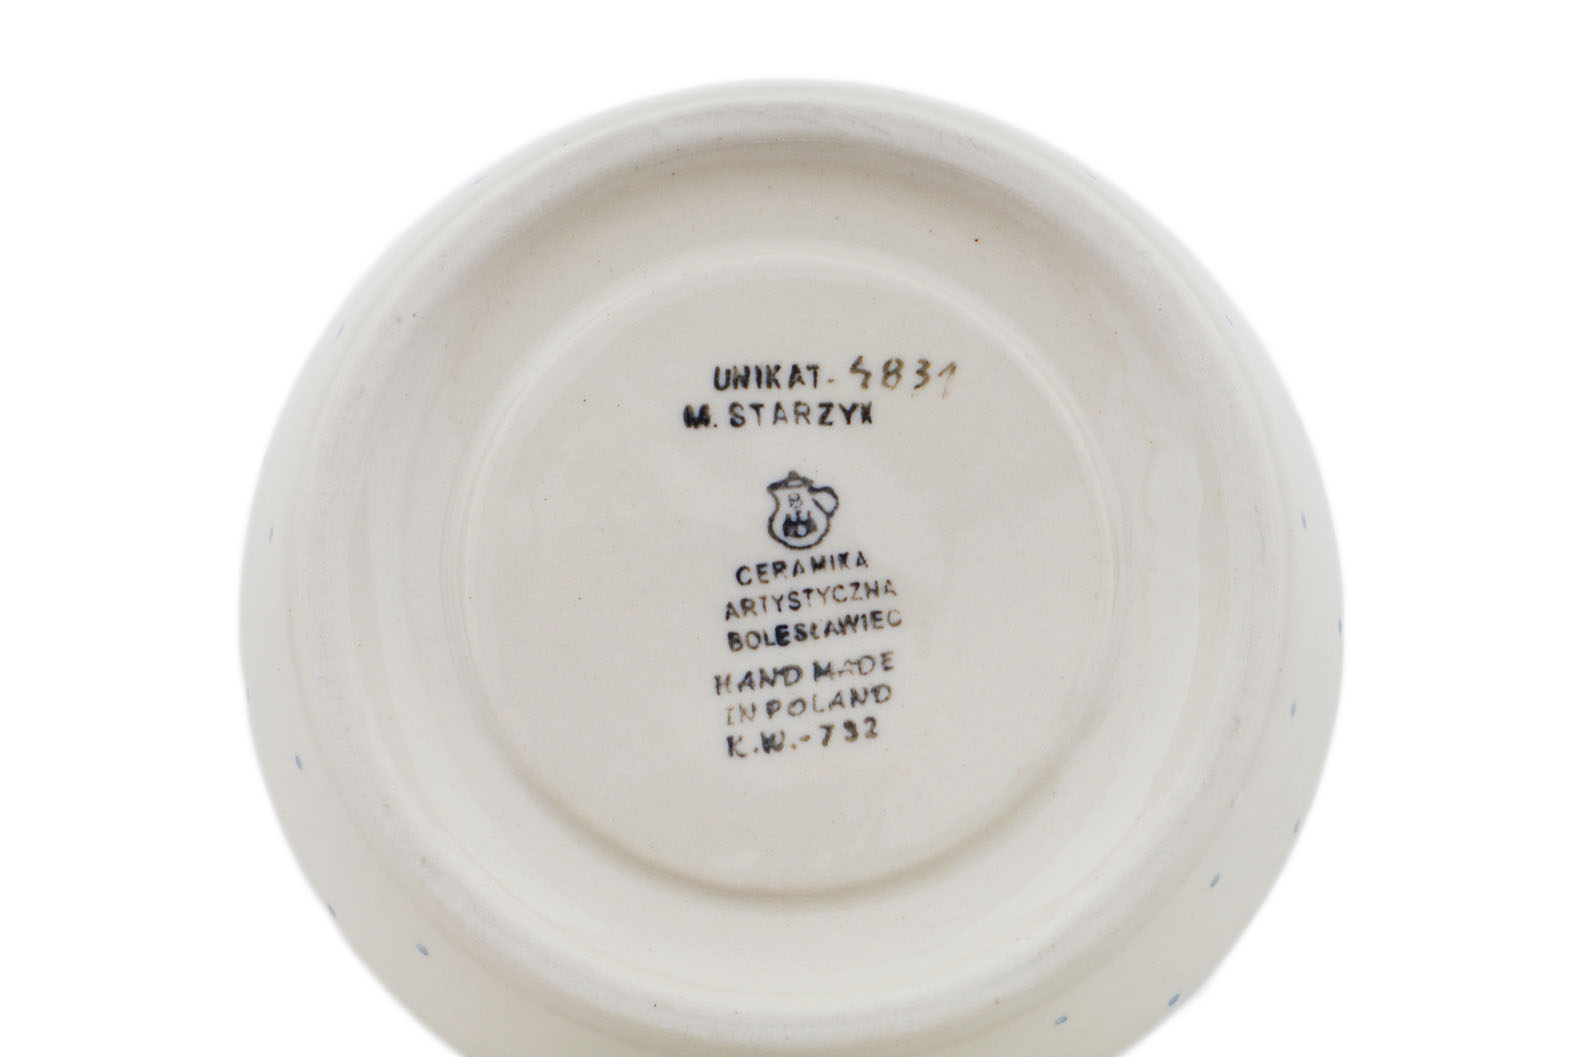 UNIKAT- 4831
M. STARZYK
B
CERAMIKA
ARTYSTYCZNA
BOLESŁAWIEC
HAND MADE
IN POLAND
K.W.-792